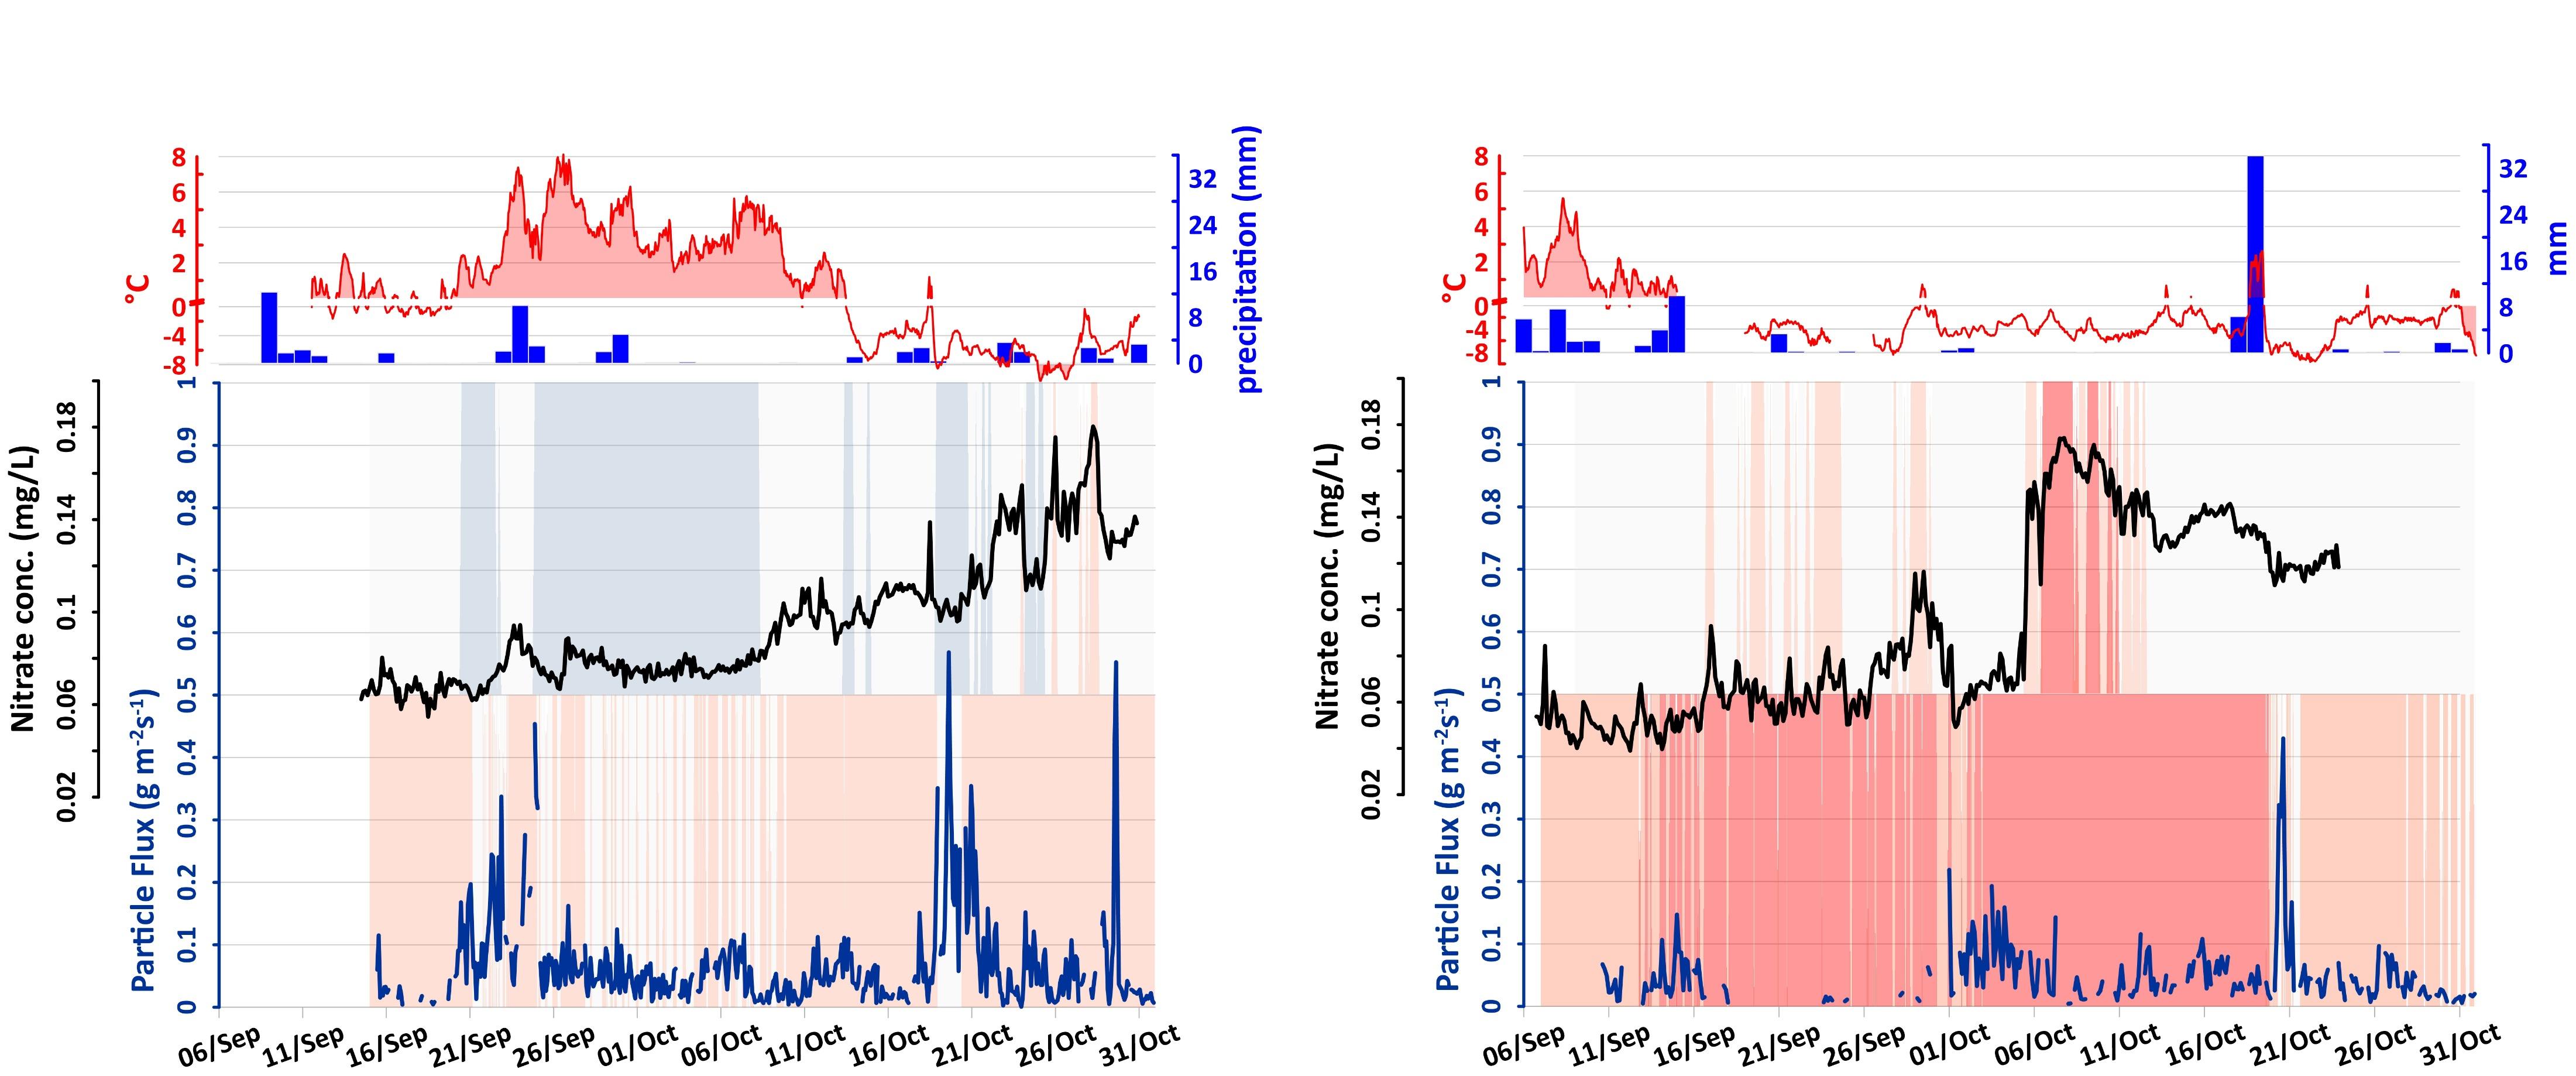 8
6
4
2
0
-4
-8
°C
32
24
16
8
0
precipitation (mm)
0.18
0.14
0.1
0.06
0.02
Nitrate conc. (mg/L)
1
0.9
0.8
0.7
0.6
0.5
0.4
0.3
0.2
0.1
0
Particle Flux (g m-2s-1)
06/Sep
11/Sep
16/Sep
21/Sep
26/Sep
01/Oct
06/Oct
11/Oct
16/Oct
21/Oct
26/Oct
31/Oct
8
6
4
2
0
-4
-8
°C
32
24
16
8
0
mm
0.18
0.14
0.1
0.06
0.02
Nitrate conc. (mg/L)
1
0.9
0.8
0.7
0.6
0.5
0.4
0.3
0.2
0.1
0
Particle Flux (g m-2s-1)
06/Sep
11/Sep
16/Sep
21/Sep
26/Sep
01/Oct
06/Oct
11/Oct
16/Oct
21/Oct
26/Oct
31/Oct